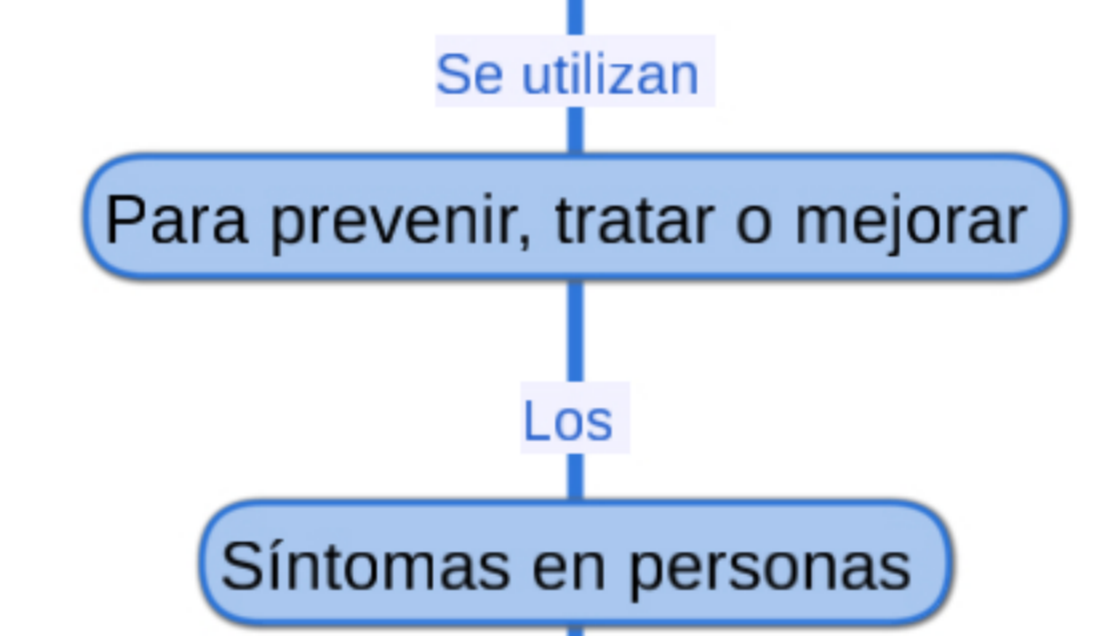 Se utilizan
Para prevenir, tratar o mejorar
Los
Síntomas en personas